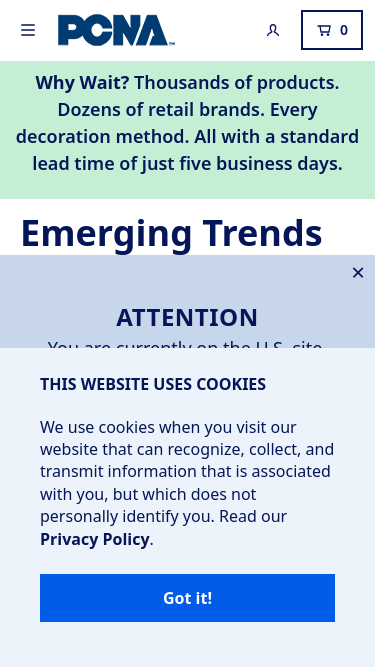 PCNA
0
Why Wait? Thousands of products.
Dozens of retail brands. Every
decoration method. All with a standard
lead time of just five business days.
Emerging Trends
ATTENTION
You are currently on the U.S. site.
THIS WEBSITE USES COOKIES
We use cookies when you visit our
website that can recognize, collect, and
transmit information that is associated
with you, but which does not
personally identify you. Read our
Privacy Policy.
Got it!